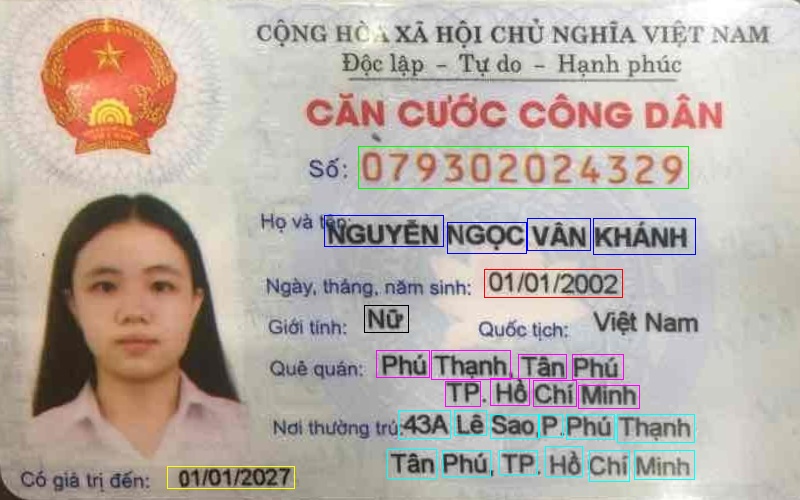 CỘNG HÒA XÃ HỘI CHỦ NGHĨA VIỆT NAM
Độc lập - Tự do - Hạnh phúc
CĂN CƯỚC CÔNG DÂN
Số: 079302024329
Họ và tên: NGUYỄN NGỌC VÂN KHÁNH
Ngày, tháng, năm sinh: 01/01/2002
Giới tính: Nữ Quốc tịch: Việt Nam
Quê quán: Phú Thạnh, Tân Phú
TP. Hồ Chí Minh
Nơi thường trú: 43A Lê Sao, P. Phú Thạnh
Tân Phú, TP. Hồ Chí Minh
Có giá trị đến: 01/01/2027